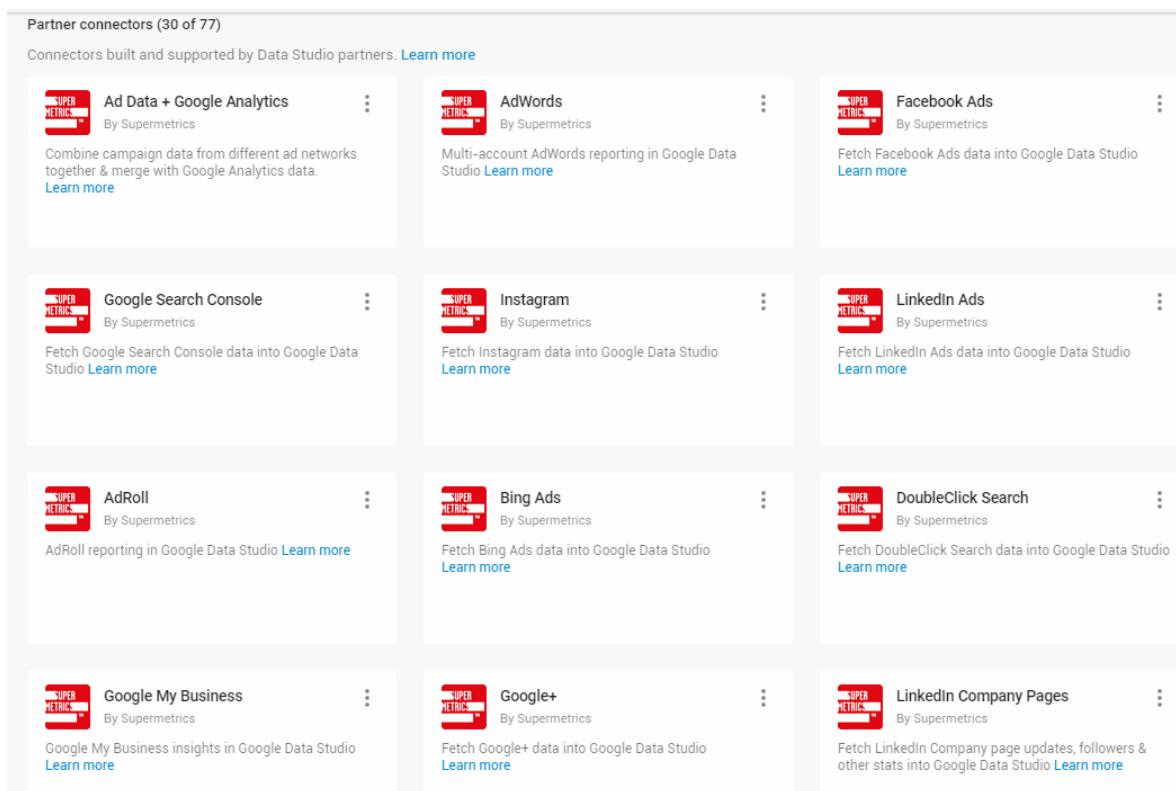 Partner connectors (30 of 77)
Connectors built and supported by Data Studio partners. Learn more
SUPER
METRICS
Ad Data + Google Analytics
By Supermetrics
Combine campaign data from different ad networks
together & merge with Google Analytics data.
Learn more
SUPER
METRICS
AdWords
By Supermetrics
Multi-account AdWords reporting in Google Data
Studio Learn more
SUPER
METRICS
Facebook Ads
By Supermetrics
Fetch Facebook Ads data into Google Data Studio
Learn more
SUPER
METRICS
Google Search Console
By Supermetrics
Fetch Google Search Console data into Google Data
Studio Learn more
SUPER
METRICS
Instagram
By Supermetrics
Fetch Instagram data into Google Data Studio
Learn more
SUPER
METRICS
LinkedIn Ads
By Supermetrics
Fetch LinkedIn Ads data into Google Data Studio
Learn more
SUPER
METRICS
AdRoll
By Supermetrics
AdRoll reporting in Google Data Studio Learn more
SUPER
METRICS
Bing Ads
By Supermetrics
Fetch Bing Ads data into Google Data Studio
Learn more
SUPER
METRICS
DoubleClick Search
By Supermetrics
Fetch DoubleClick Search data into Google Data Studio
Learn more
SUPER
METRICS
Google My Business
By Supermetrics
Google My Business insights in Google Data Studio
Learn more
SUPER
METRICS
Google+
By Supermetrics
Fetch Google+ data into Google Data Studio
Learn more
SUPER
METRICS
LinkedIn Company Pages
By Supermetrics
Fetch LinkedIn Company page updates, followers &
other stats into Google Data Studio Learn more